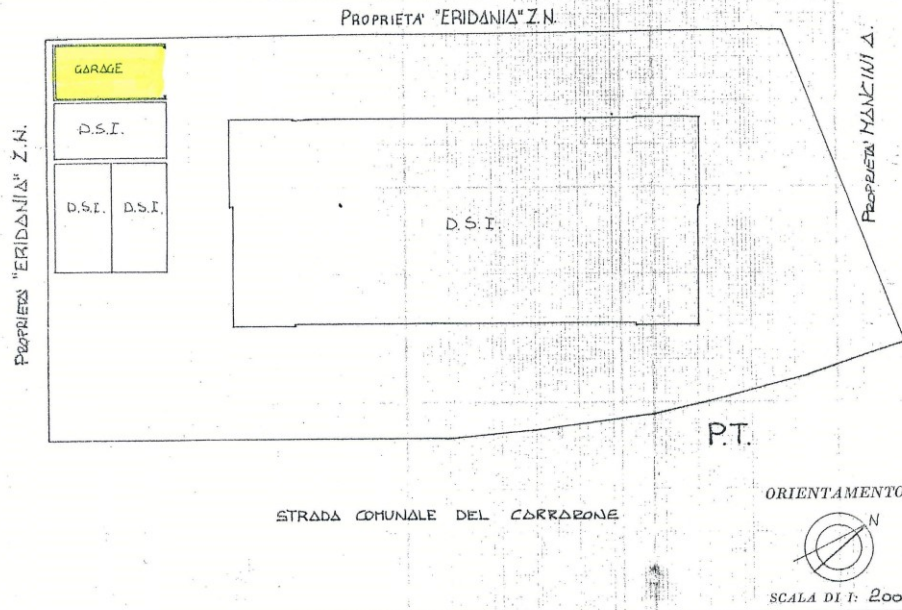 PROPRIETA' "ERIDANIA" Z.N.
GARAGE
D.S.I.
D.S.I.
D.S.I.
D.S.I.
PROPRIETA' "ERIDANIA" Z.N.
PROPRIETA' MANCINI A.
P.T.
STRADA COMUNALE DEL CARRARONE
ORIENTAMENTO
N
SCALA DI 1: 200